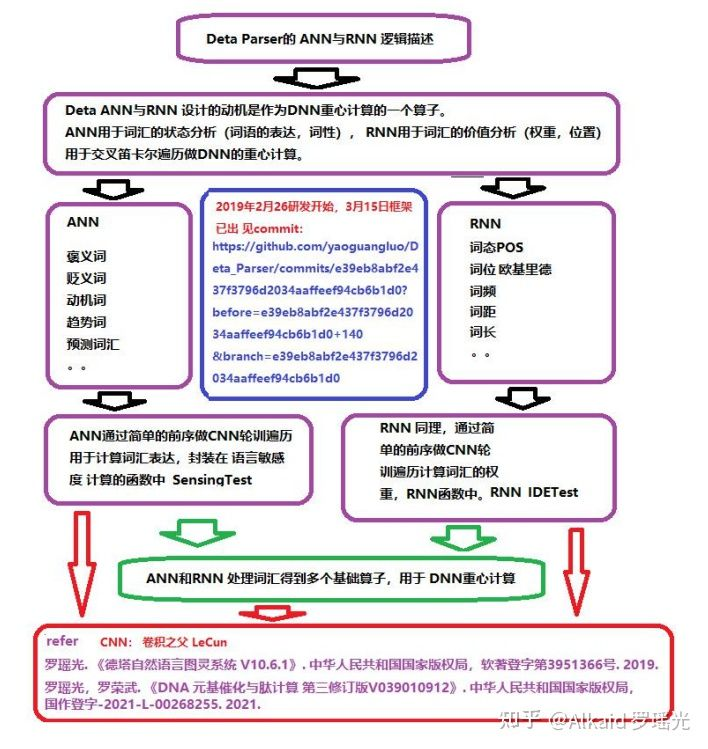 Deta Parser的 ANN与RNN 逻辑描述
Deta ANN与RNN 设计的动机是作为DNN重心计算的一个算子。
ANN用于词汇的状态分析（词语的表达，词性），RNN用于词汇的价值分析（权重，位置）
用于交叉笛卡尔遍历做DNN的重心计算。
ANN
褒义词
贬义词
动机词
趋势词
预测词汇
。。
2019年2月26研发开始，3月15日框架
已出 见commit:
https://github.com/yaoguangluo/D
eta_Parser/commits/e39eb8abf2e4
37f3796d2034aaffeef94cb6b1d0?
before=e39eb8abf2e437f3796d20
34aaffeef94cb6b1d0+140
&branch=e39eb8abf2e437f3796d2
034aaffeef94cb6b1d0
RNN
词态POS
词位 欧基里德
词频
词距
词长
。。
ANN通过简单的前序做CNN轮训遍历
用于计算词汇表达，封装在 语言敏感
度 计算的函数中 SensingTest
RNN 同理，通过简
单的前序做CNN轮
训遍历计算词汇的权
重，RNN函数中。RNN IDETest
ANN和RNN 处理词汇得到多个基础算子，用于 DNN重心计算
refer CNN： 卷积之父 LeCun
罗瑶光.《德塔自然语言图灵系统 V10.6.1》. 中华人民共和国国家版权局，软著登字第3951366号. 2019.
罗瑶光，罗荣武.《DNA 元基催化与肽计算 第三修订版V039010912》. 中华人民共和国国家版权局，
国作登字-2021-L-00268255. 2021.
知乎 @Alkaid 罗瑶光